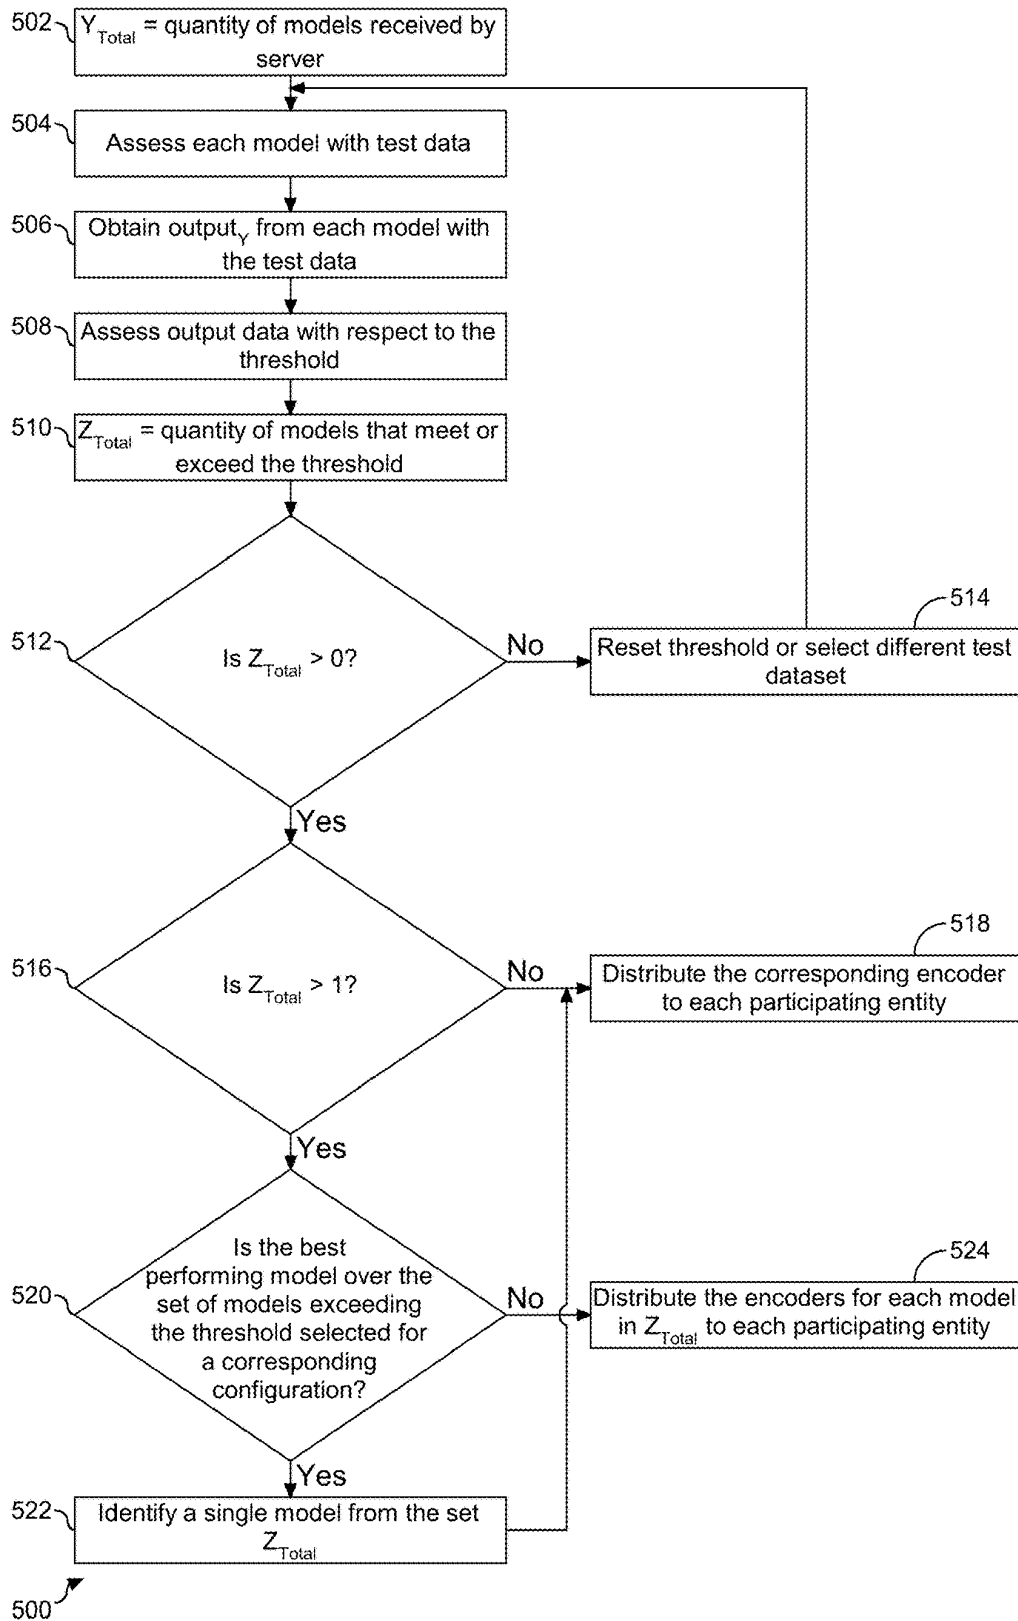 502
Y_Total = quantity of models received by
server
504
Assess each model with test data
506
Obtain output_Y from each model with
the test data
508
Assess output data with respect to the
threshold
510
Z_Total = quantity of models that meet or
exceed the threshold
512
Is Z_Total > 0?
No
514
Reset threshold or select different test
dataset
Yes
516
Is Z_Total > 1?
No
518
Distribute the corresponding encoder
to each participating entity
Yes
520
Is the best
performing model over the
set of models exceeding
the threshold selected for
a corresponding
configuration?
No
524
Distribute the encoders for each model
in Z_Total to each participating entity
Yes
522
Identify a single model from the set
Z_Total
500